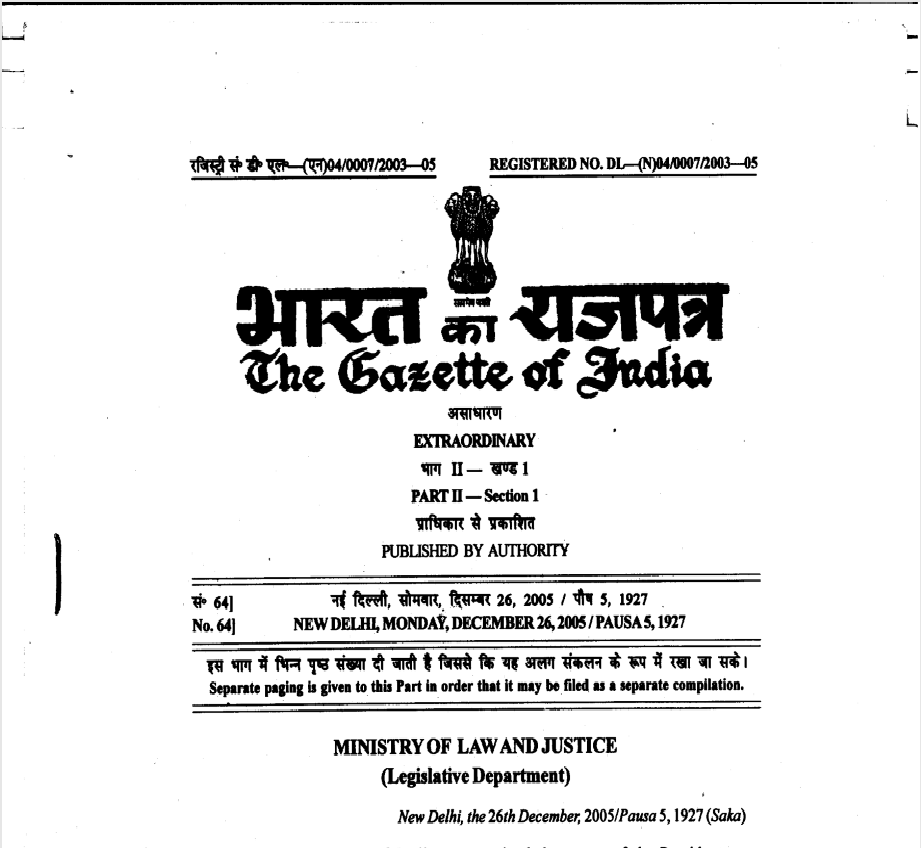 रजिस्ट्री सं॰ डी॰ एल॰—(एन)04/0007/2003—05
REGISTERED NO. DL—(N)04/0007/2003—05
भारत का राजपत्र
The Gazette of India
असाधारण
EXTRAORDINARY
भाग II — खण्ड 1
PART II — Section 1
प्राधिकार से प्रकाशित
PUBLISHED BY AUTHORITY
सं॰ 64]
नई दिल्ली, सोमवार, दिसम्बर 26, 2005 / पौष 5, 1927
No. 64]
NEW DELHI, MONDAY, DECEMBER 26, 2005 / PAUSA 5, 1927
इस भाग में भिन्न पृष्ठ संख्या दी जाती है जिससे कि यह अलग संकलन के रूप में रखा जा सके।
Separate paging is given to this Part in order that it may be filed as a separate compilation.
MINISTRY OF LAW AND JUSTICE
(Legislative Department)
New Delhi, the 26th December, 2005/Pausa 5, 1927 (Saka)